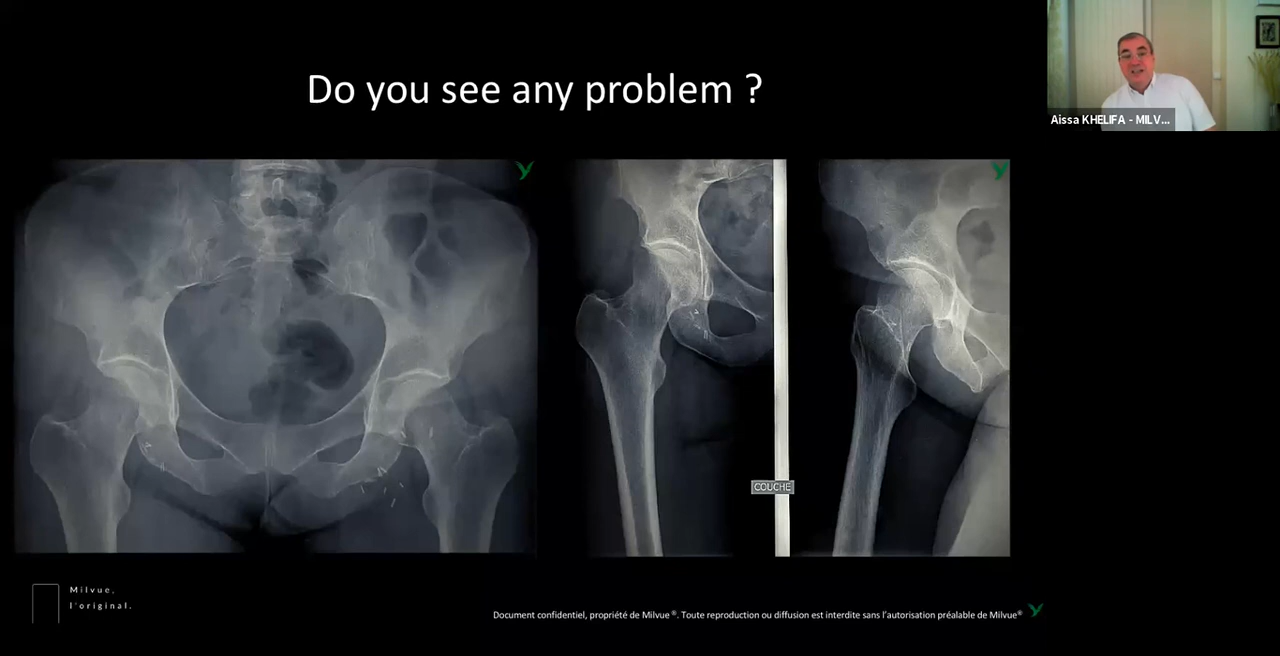 Do you see any problem ?
Aissa KHELIFA - MILV...
COUCHE
Milvue,
l'original.
Document confidentiel, propriété de Milvue®. Toute reproduction ou diffusion est interdite sans l'autorisation préalable de Milvue®